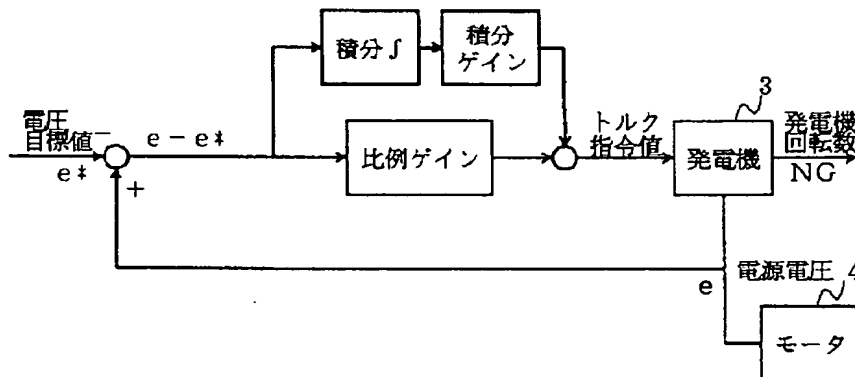 積分∫
積分
ゲイン
3
電圧
目標値
−
e‡
e − e‡
+
比例ゲイン
トルク
指令値
発電機
発電機
回転数
NG
電源電圧
e
4
モータ